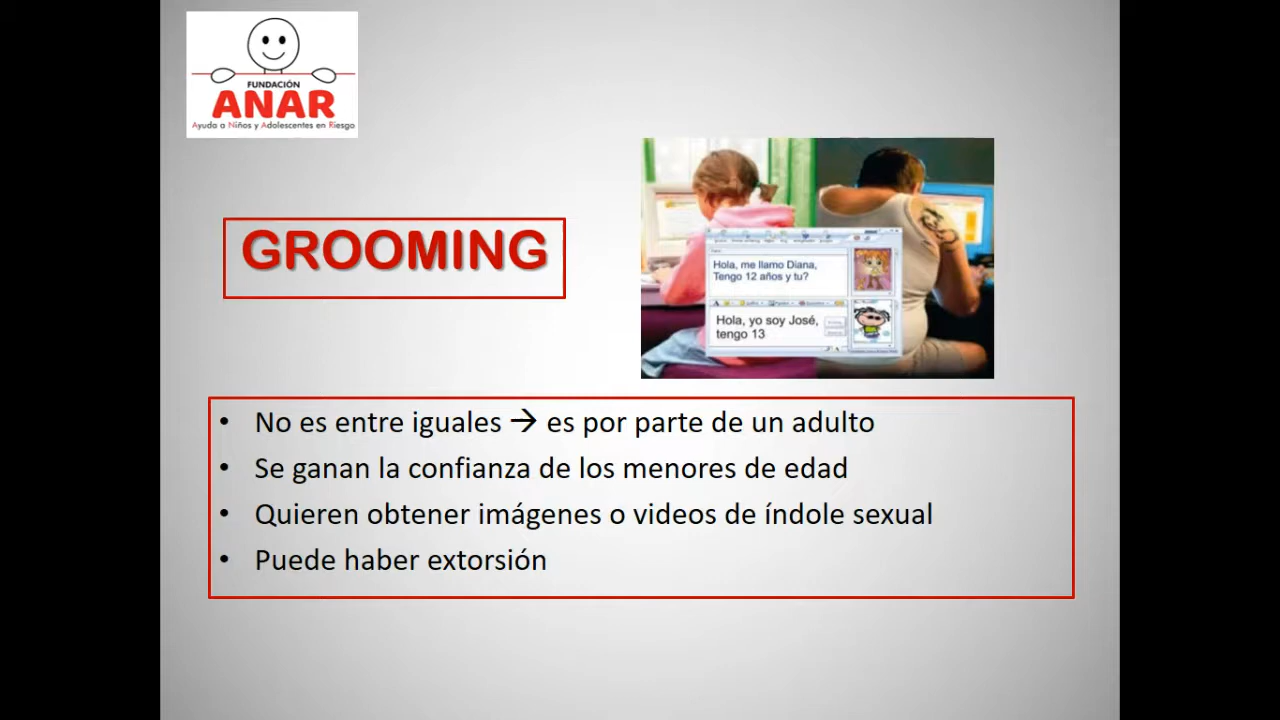 FUNDACIÓN
ANAR
Ayuda a Niños y Adolescentes en Riesgo
GROOMING
Hola, me llamo Diana,
Tengo 12 años y tu?
Hola, yo soy José,
tengo 13
• No es entre iguales → es por parte de un adulto
• Se ganan la confianza de los menores de edad
• Quieren obtener imágenes o videos de índole sexual
• Puede haber extorsión